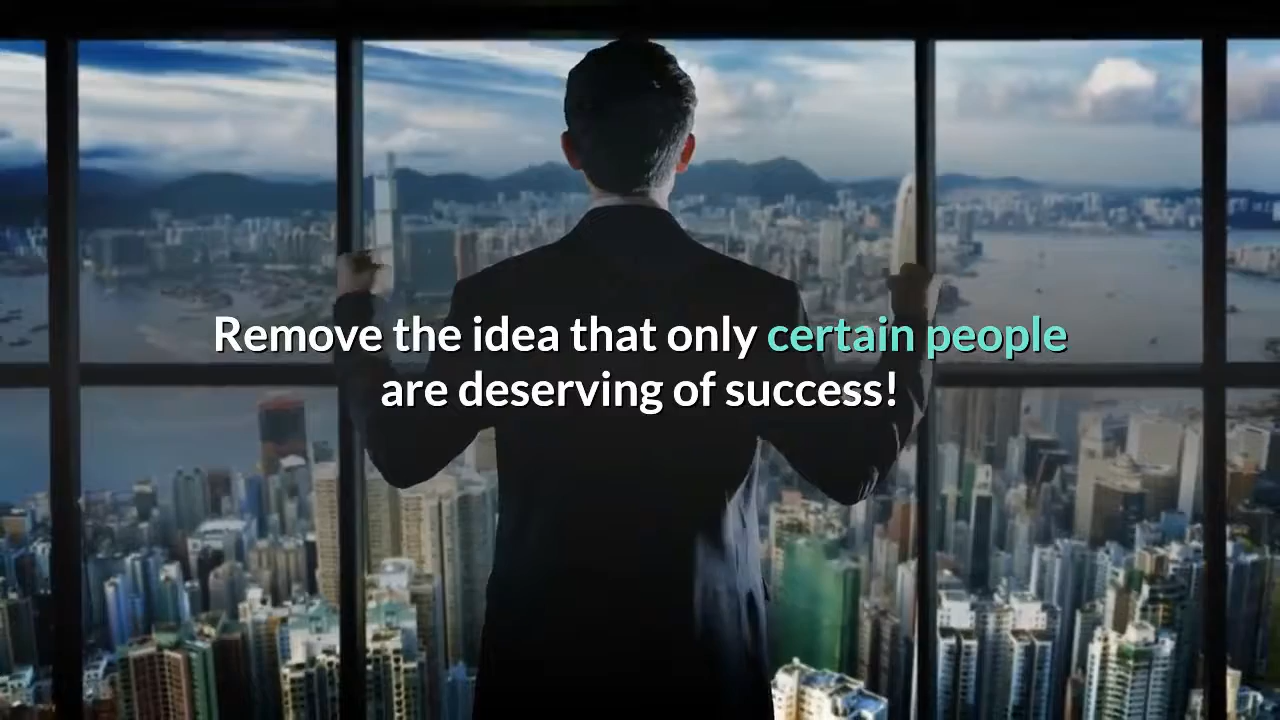 Remove the idea that only certain people
are deserving of success!